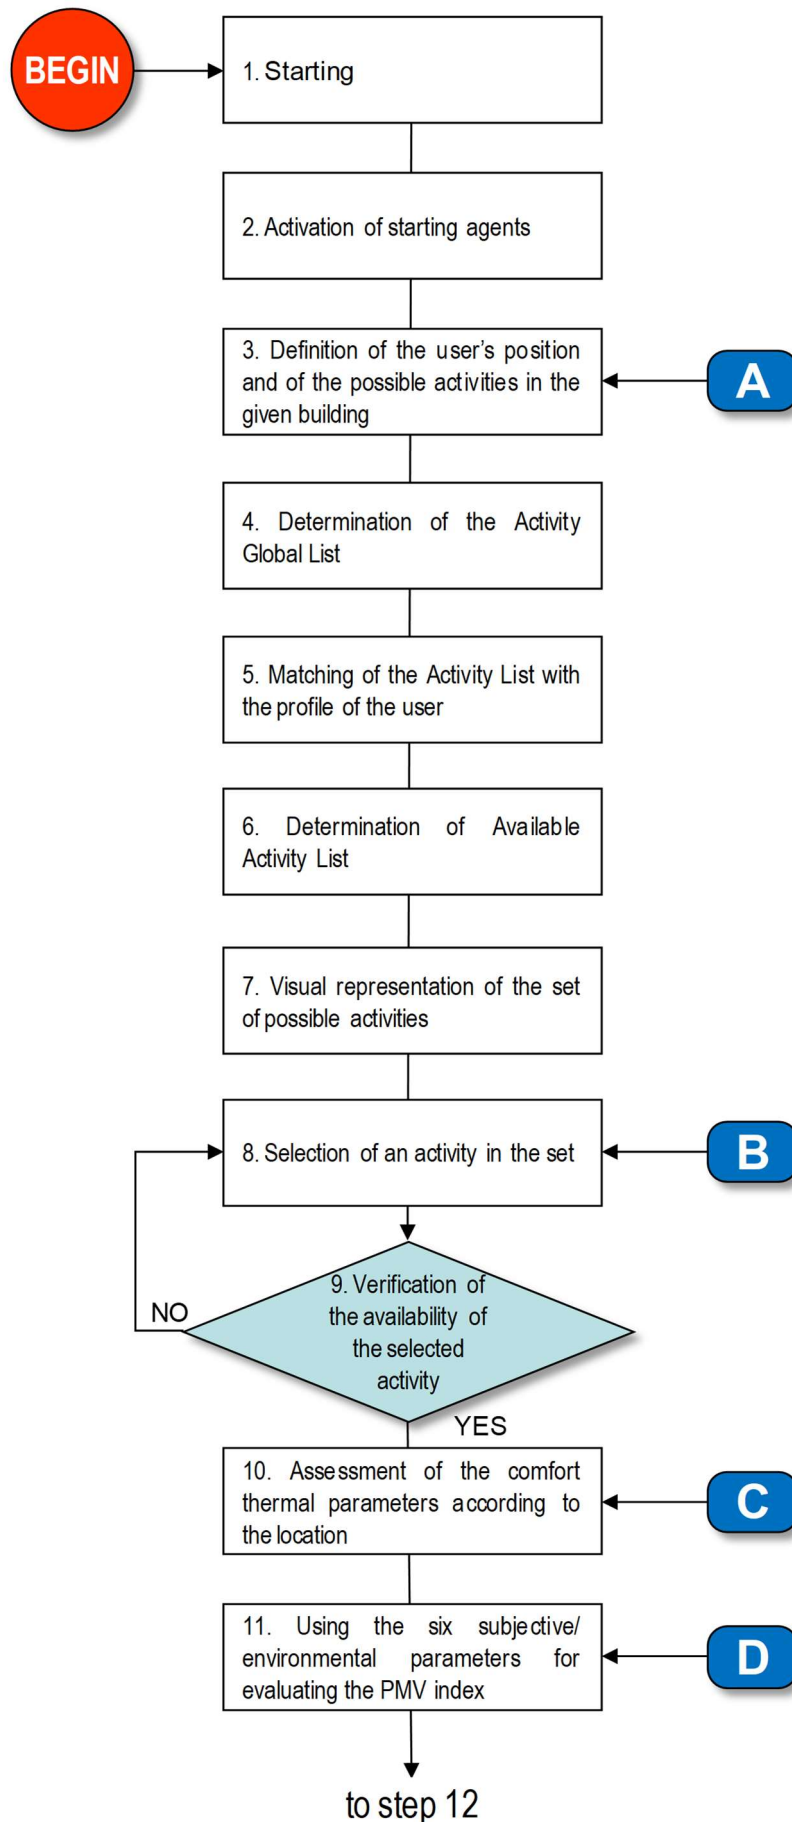 BEGIN
1. Starting
2. Activation of starting agents
3. Definition of the user's position
and of the possible activities in the
given building
A
4. Determination of the Activity
Global List
5. Matching of the Activity List with
the profile of the user
6. Determination of Available
Activity List
7. Visual representation of the set
of possible activities
8. Selection of an activity in the set
B
9. Verification of
the availability of
the selected
activity
NO
YES
10. Assessment of the comfort
thermal parameters according to
the location
C
11. Using the six subjective/
environmental parameters for
evaluating the PMV index
D
to step 12